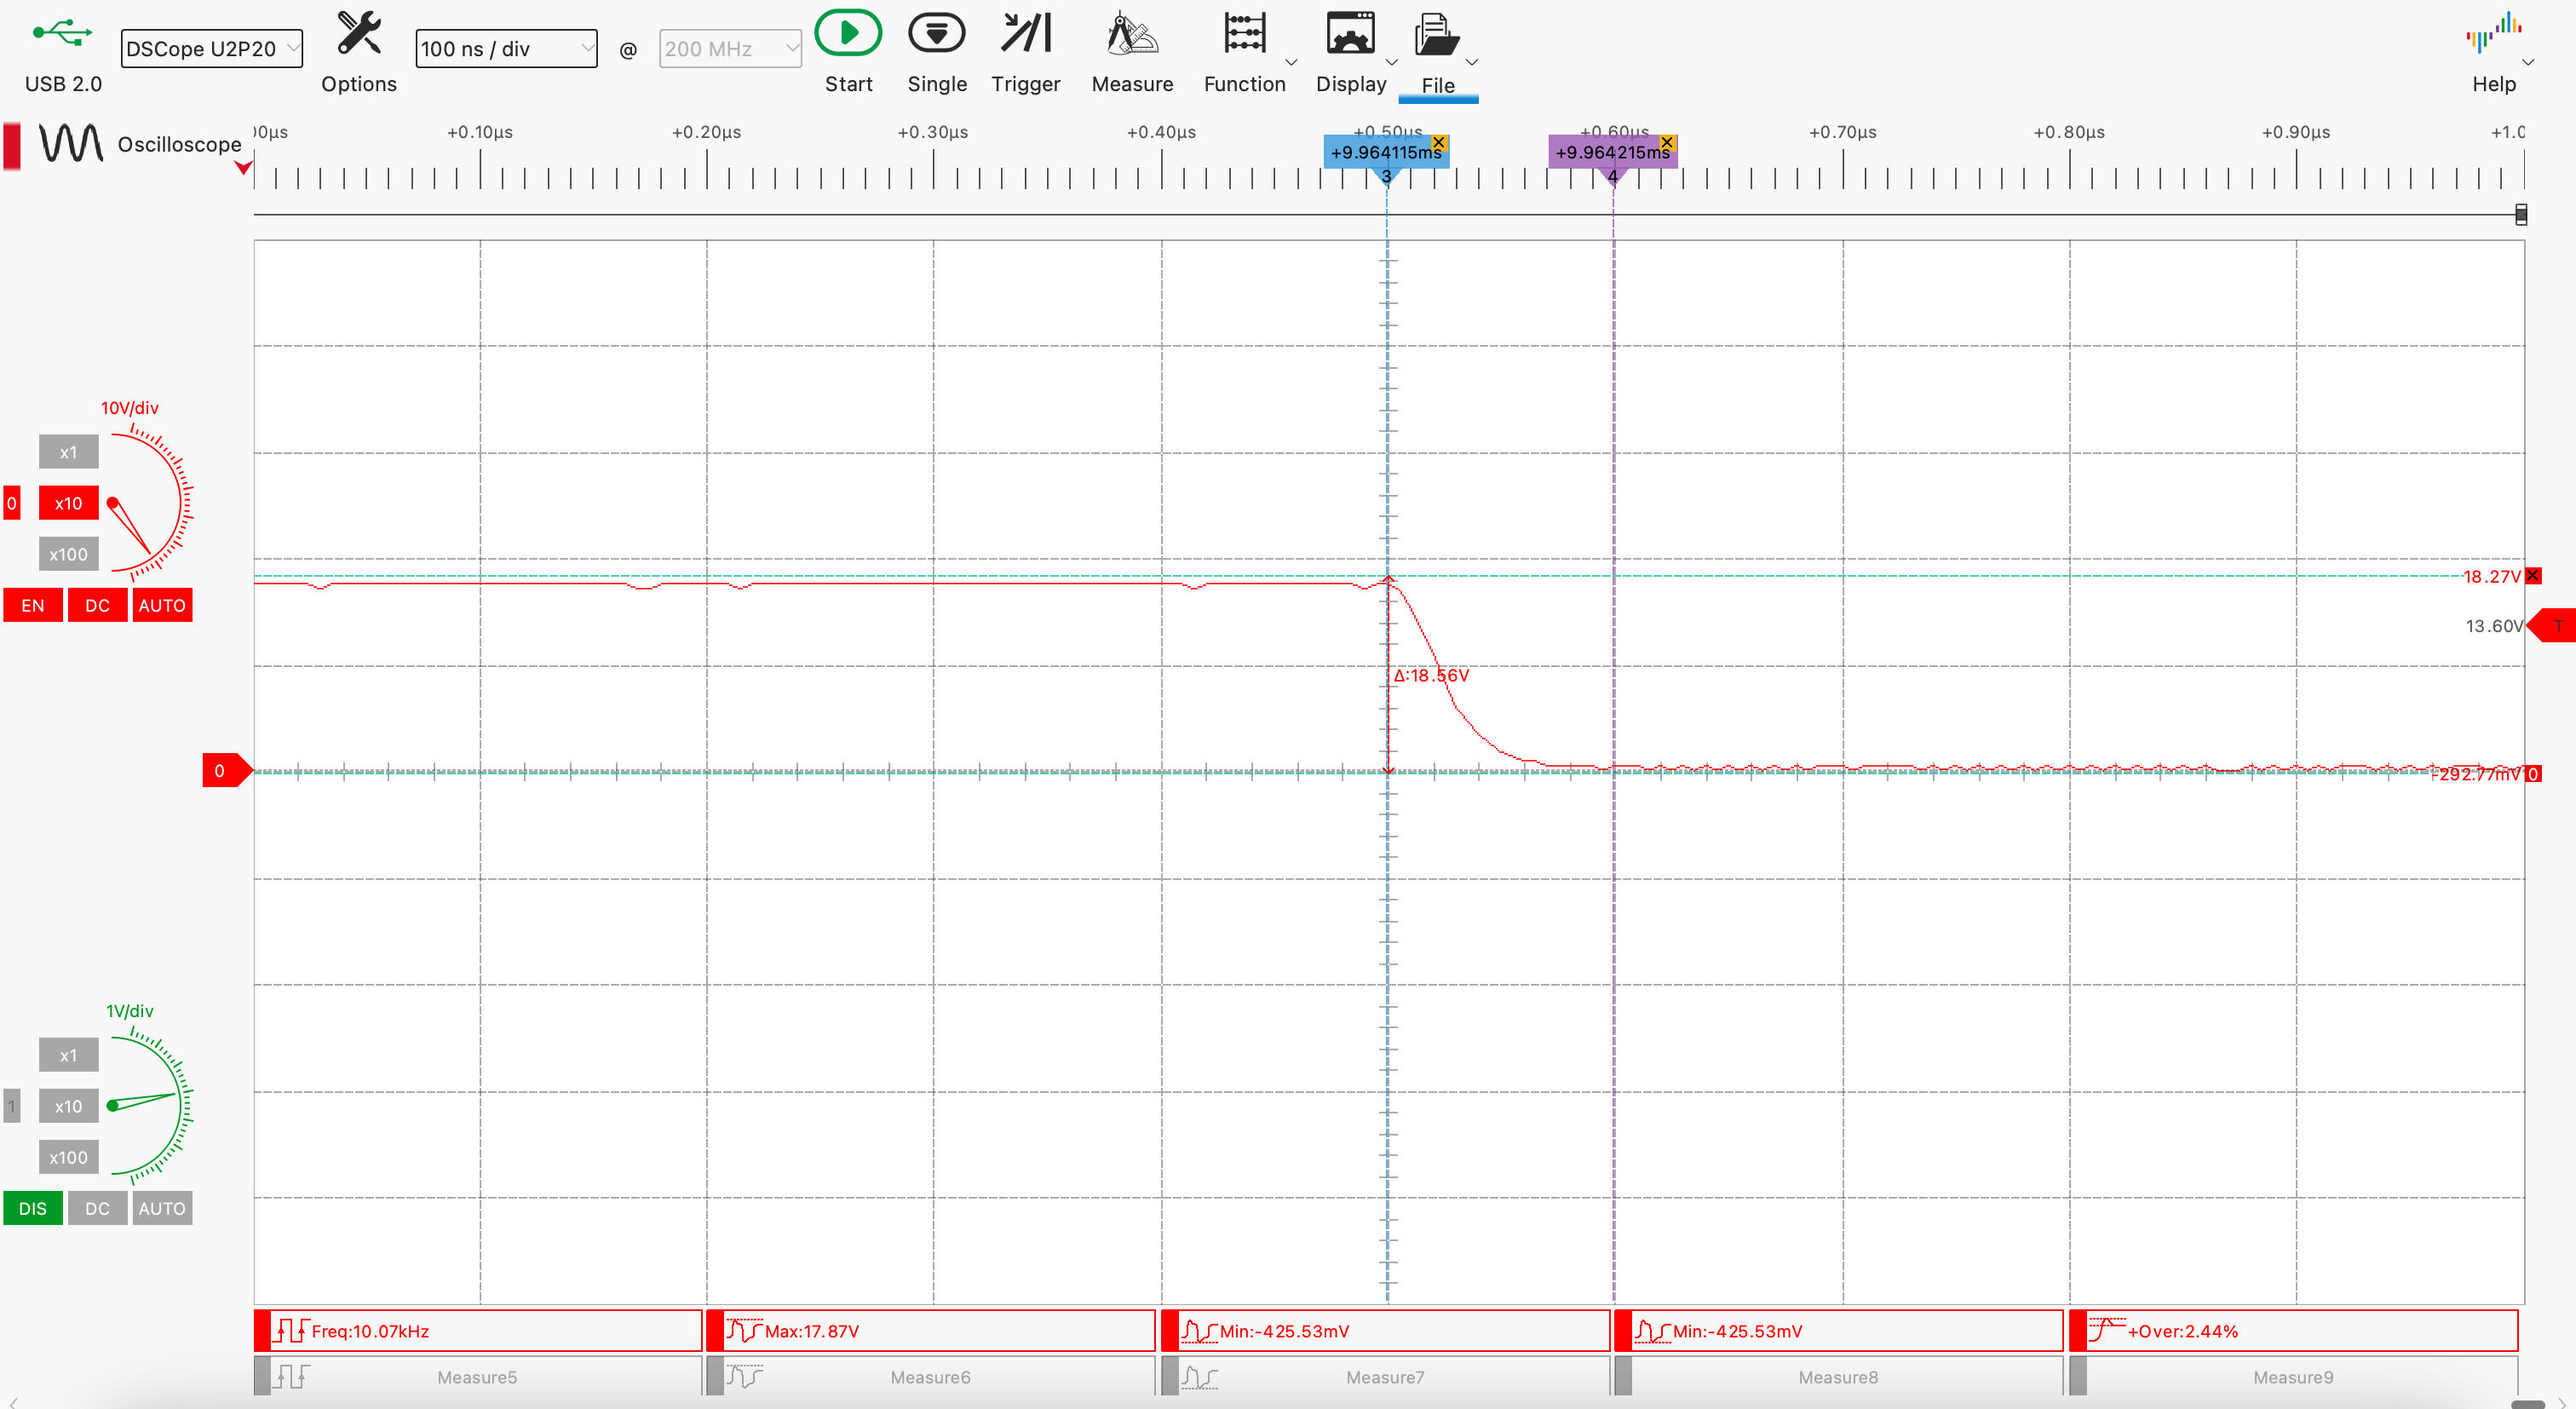 USB 2.0
DSCope U2P20
Options
100 ns / div
@
200 MHz
Start
Single
Trigger
Measure
Function
Display
File
Help
Oscilloscope
00µs
+0.10µs
+0.20µs
+0.30µs
+0.40µs
+0.50µs
+0.60µs
+0.70µs
+0.80µs
+0.90µs
+1.0
+9.964115ms
3
+9.964215ms
4
10V/div
x1
0
x10
x100
EN
DC
AUTO
18.27V
13.60V
T
Δ:18.56V
0
-292.77mV
0
1V/div
x1
1
x10
x100
DIS
DC
AUTO
Freq:10.07kHz
Max:17.87V
Min:-425.53mV
Min:-425.53mV
+Over:2.44%
Measure5
Measure6
Measure7
Measure8
Measure9